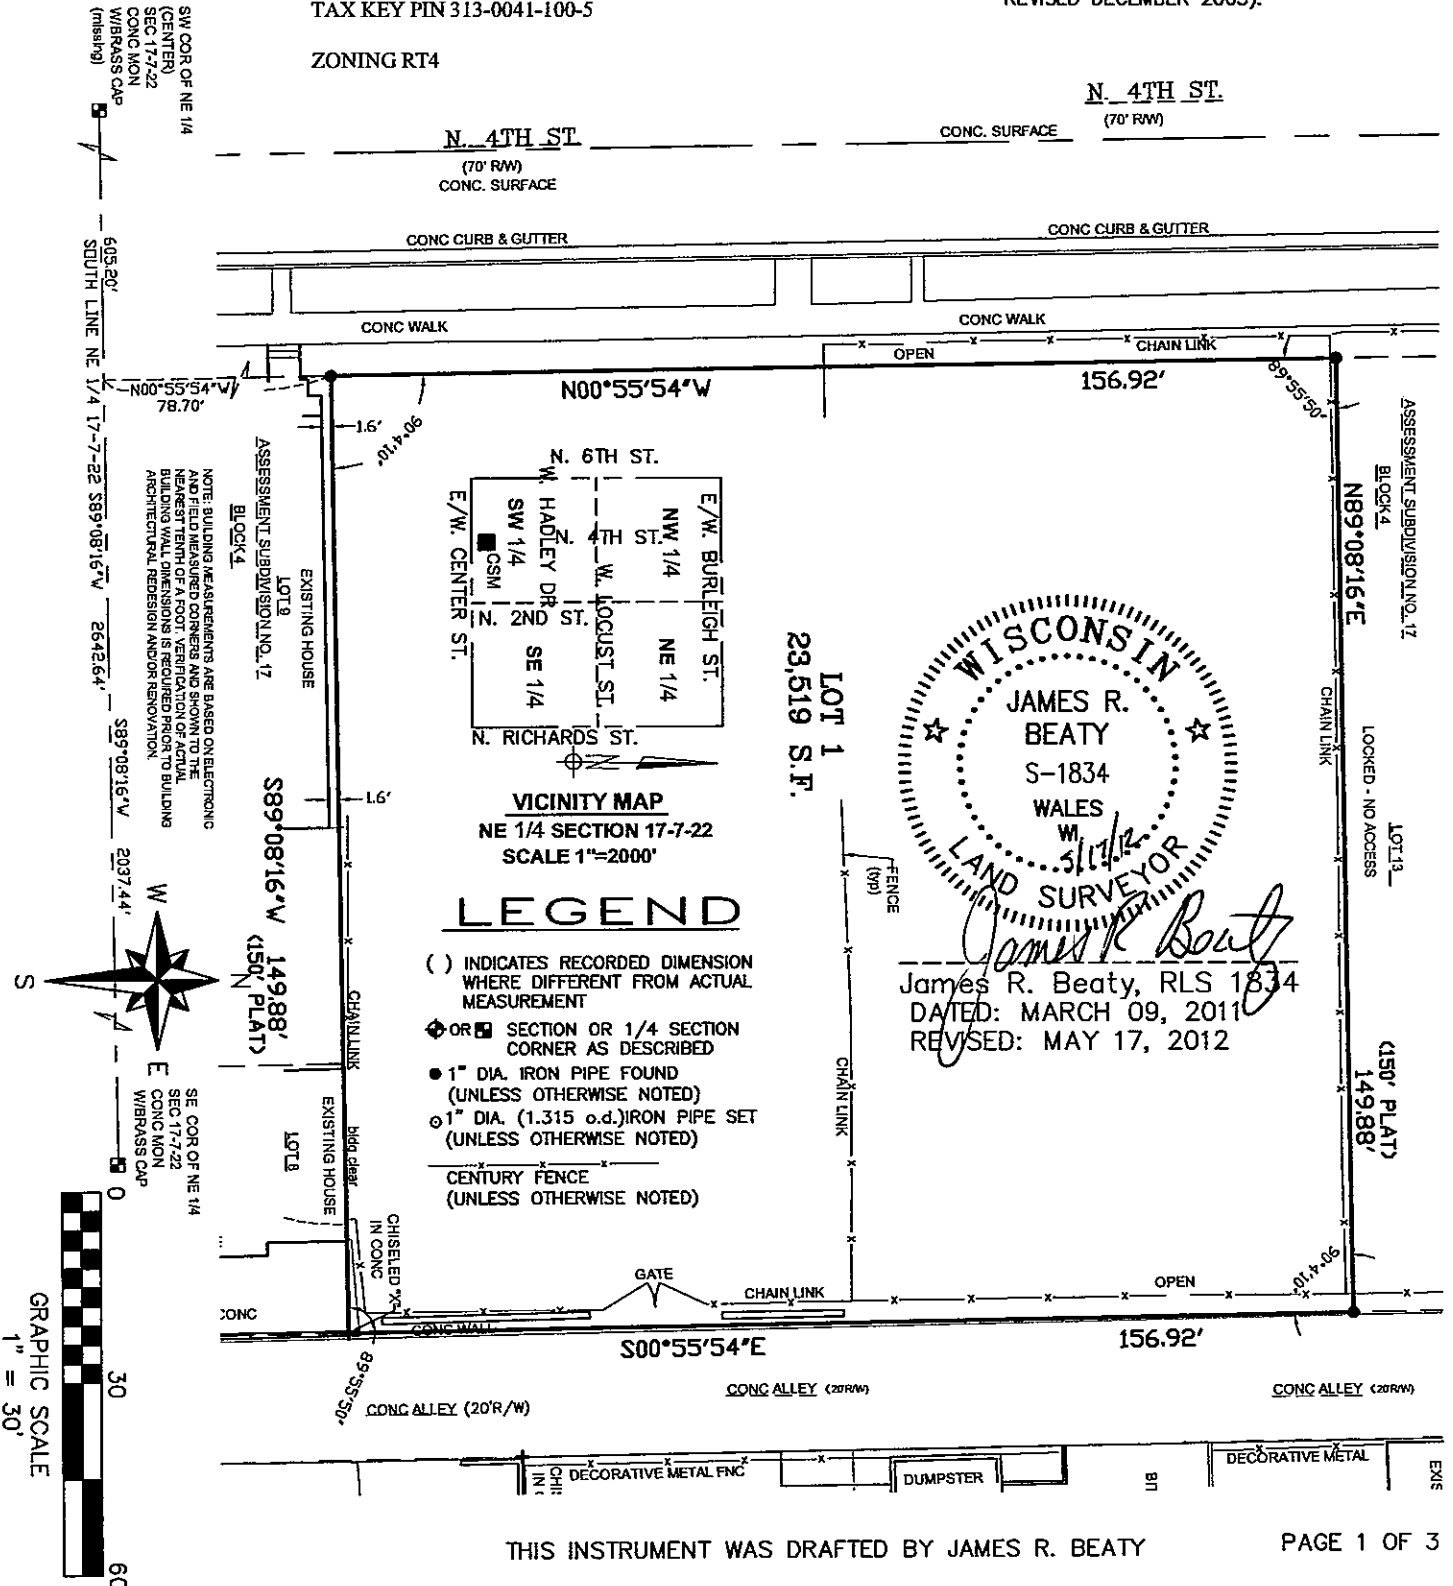 TAX KEY PIN 313-0041-100-5
REVISED DECEMBER 2003).
ZONING RT4
SW COR OF NE 1/4
(CENTER)
SEC 17-7-22
CONC MON
W/BRASS CAP
(missing)
N. 4TH ST.
(70' R/W)
CONC. SURFACE
N. 4TH ST.
(70' R/W)
CONC. SURFACE
CONC CURB & GUTTER
CONC CURB & GUTTER
CONC WALK
CONC WALK
OPEN
CHAIN LINK
605.20'
SOUTH LINE NE 1/4 17-7-22 S89°08'16"W 2642.64'
S89°08'16"W 2037.44'
N00°55'54"W
78.70'
N00°55'54"W
156.92'
90°4'10"
89°55'50"
1.6'
ASSESSMENT SUBDIVISION NO. 17
BLOCK 4
N89°08'16"E
CHAIN LINK
LOCKED - NO ACCESS
LOT 13
(150' PLAT)
149.88'
ASSESSMENT SUBDIVISION NO. 17
BLOCK 4
LOT 9
EXISTING HOUSE
NOTE: BUILDING MEASUREMENTS ARE BASED ON ELECTRONIC
AND FIELD MEASURED CORNERS AND SHOWN TO THE
NEAREST TENTH OF A FOOT. VERIFICATION OF ACTUAL
BUILDING WALL DIMENSIONS IS REQUIRED PRIOR TO BUILDING
ARCHITECTURAL REDESIGN AND/OR RENOVATION.
N. 6TH ST.
W. HADLEY DR
N. 4TH ST.
W. LOCUST ST.
E/W. BURLEIGH ST.
E/W. CENTER ST.
NW 1/4
SW 1/4
CSM
N. 2ND ST.
NE 1/4
SE 1/4
N. RICHARDS ST.
N
VICINITY MAP
NE 1/4 SECTION 17-7-22
SCALE 1"=2000'
LOT 1
23,519 S.F.
WISCONSIN
JAMES R.
BEATY
S-1834
WALES
WI.
5/17/12
LAND SURVEYOR
James R Beaty
James R. Beaty, RLS 1834
DATED: MARCH 09, 2011
REVISED: MAY 17, 2012
1.6'
S89°08'16"W 149.88'
(150' PLAT)
CHAIN LINK
FENCE
(typ)
CHAIN LINK
LEGEND
( ) INDICATES RECORDED DIMENSION
WHERE DIFFERENT FROM ACTUAL
MEASUREMENT
OR SECTION OR 1/4 SECTION
CORNER AS DESCRIBED
1" DIA. IRON PIPE FOUND
(UNLESS OTHERWISE NOTED)
1" DIA. (1.315 o.d.)IRON PIPE SET
(UNLESS OTHERWISE NOTED)
CENTURY FENCE
(UNLESS OTHERWISE NOTED)
W
S
N
E
SE COR OF NE 1/4
SEC 17-7-22
CONC MON
W/BRASS CAP
EXISTING HOUSE
LOT 8
bldg clear
CHISELED "X"
IN CONC
CONC
CONC WALL
GATE
CHAIN LINK
OPEN
90°4'10"
S00°55'54"E
156.92'
89°55'50"
CONC ALLEY (20'R/W)
CONC ALLEY (20'R/W)
CONC ALLEY (20'R/W)
0
30
60
GRAPHIC SCALE
1" = 30'
CHI
IN C
DECORATIVE METAL FNC
DUMPSTER
BIT
DECORATIVE METAL
EXIS
THIS INSTRUMENT WAS DRAFTED BY JAMES R. BEATY
PAGE 1 OF 3